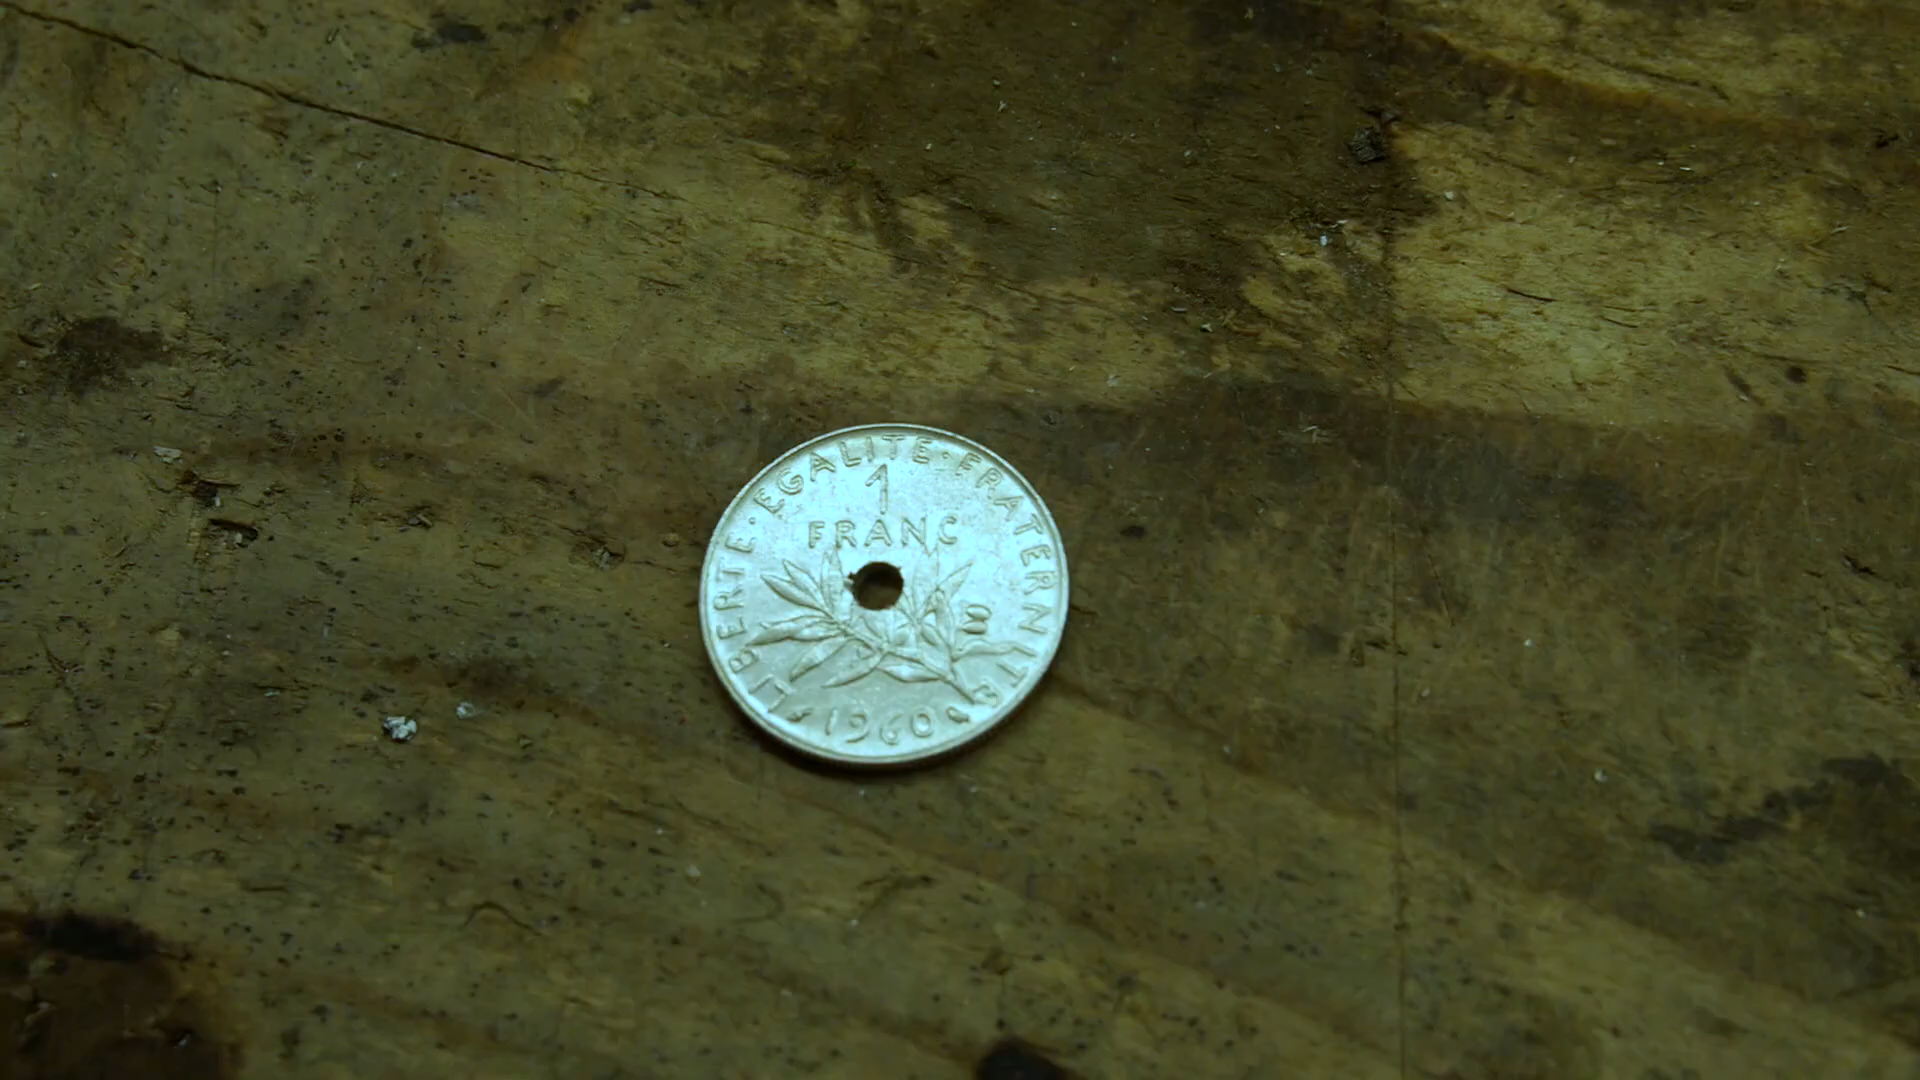 LIBERTE · EGALITE · FRATERNITE
1
FRANC
1960